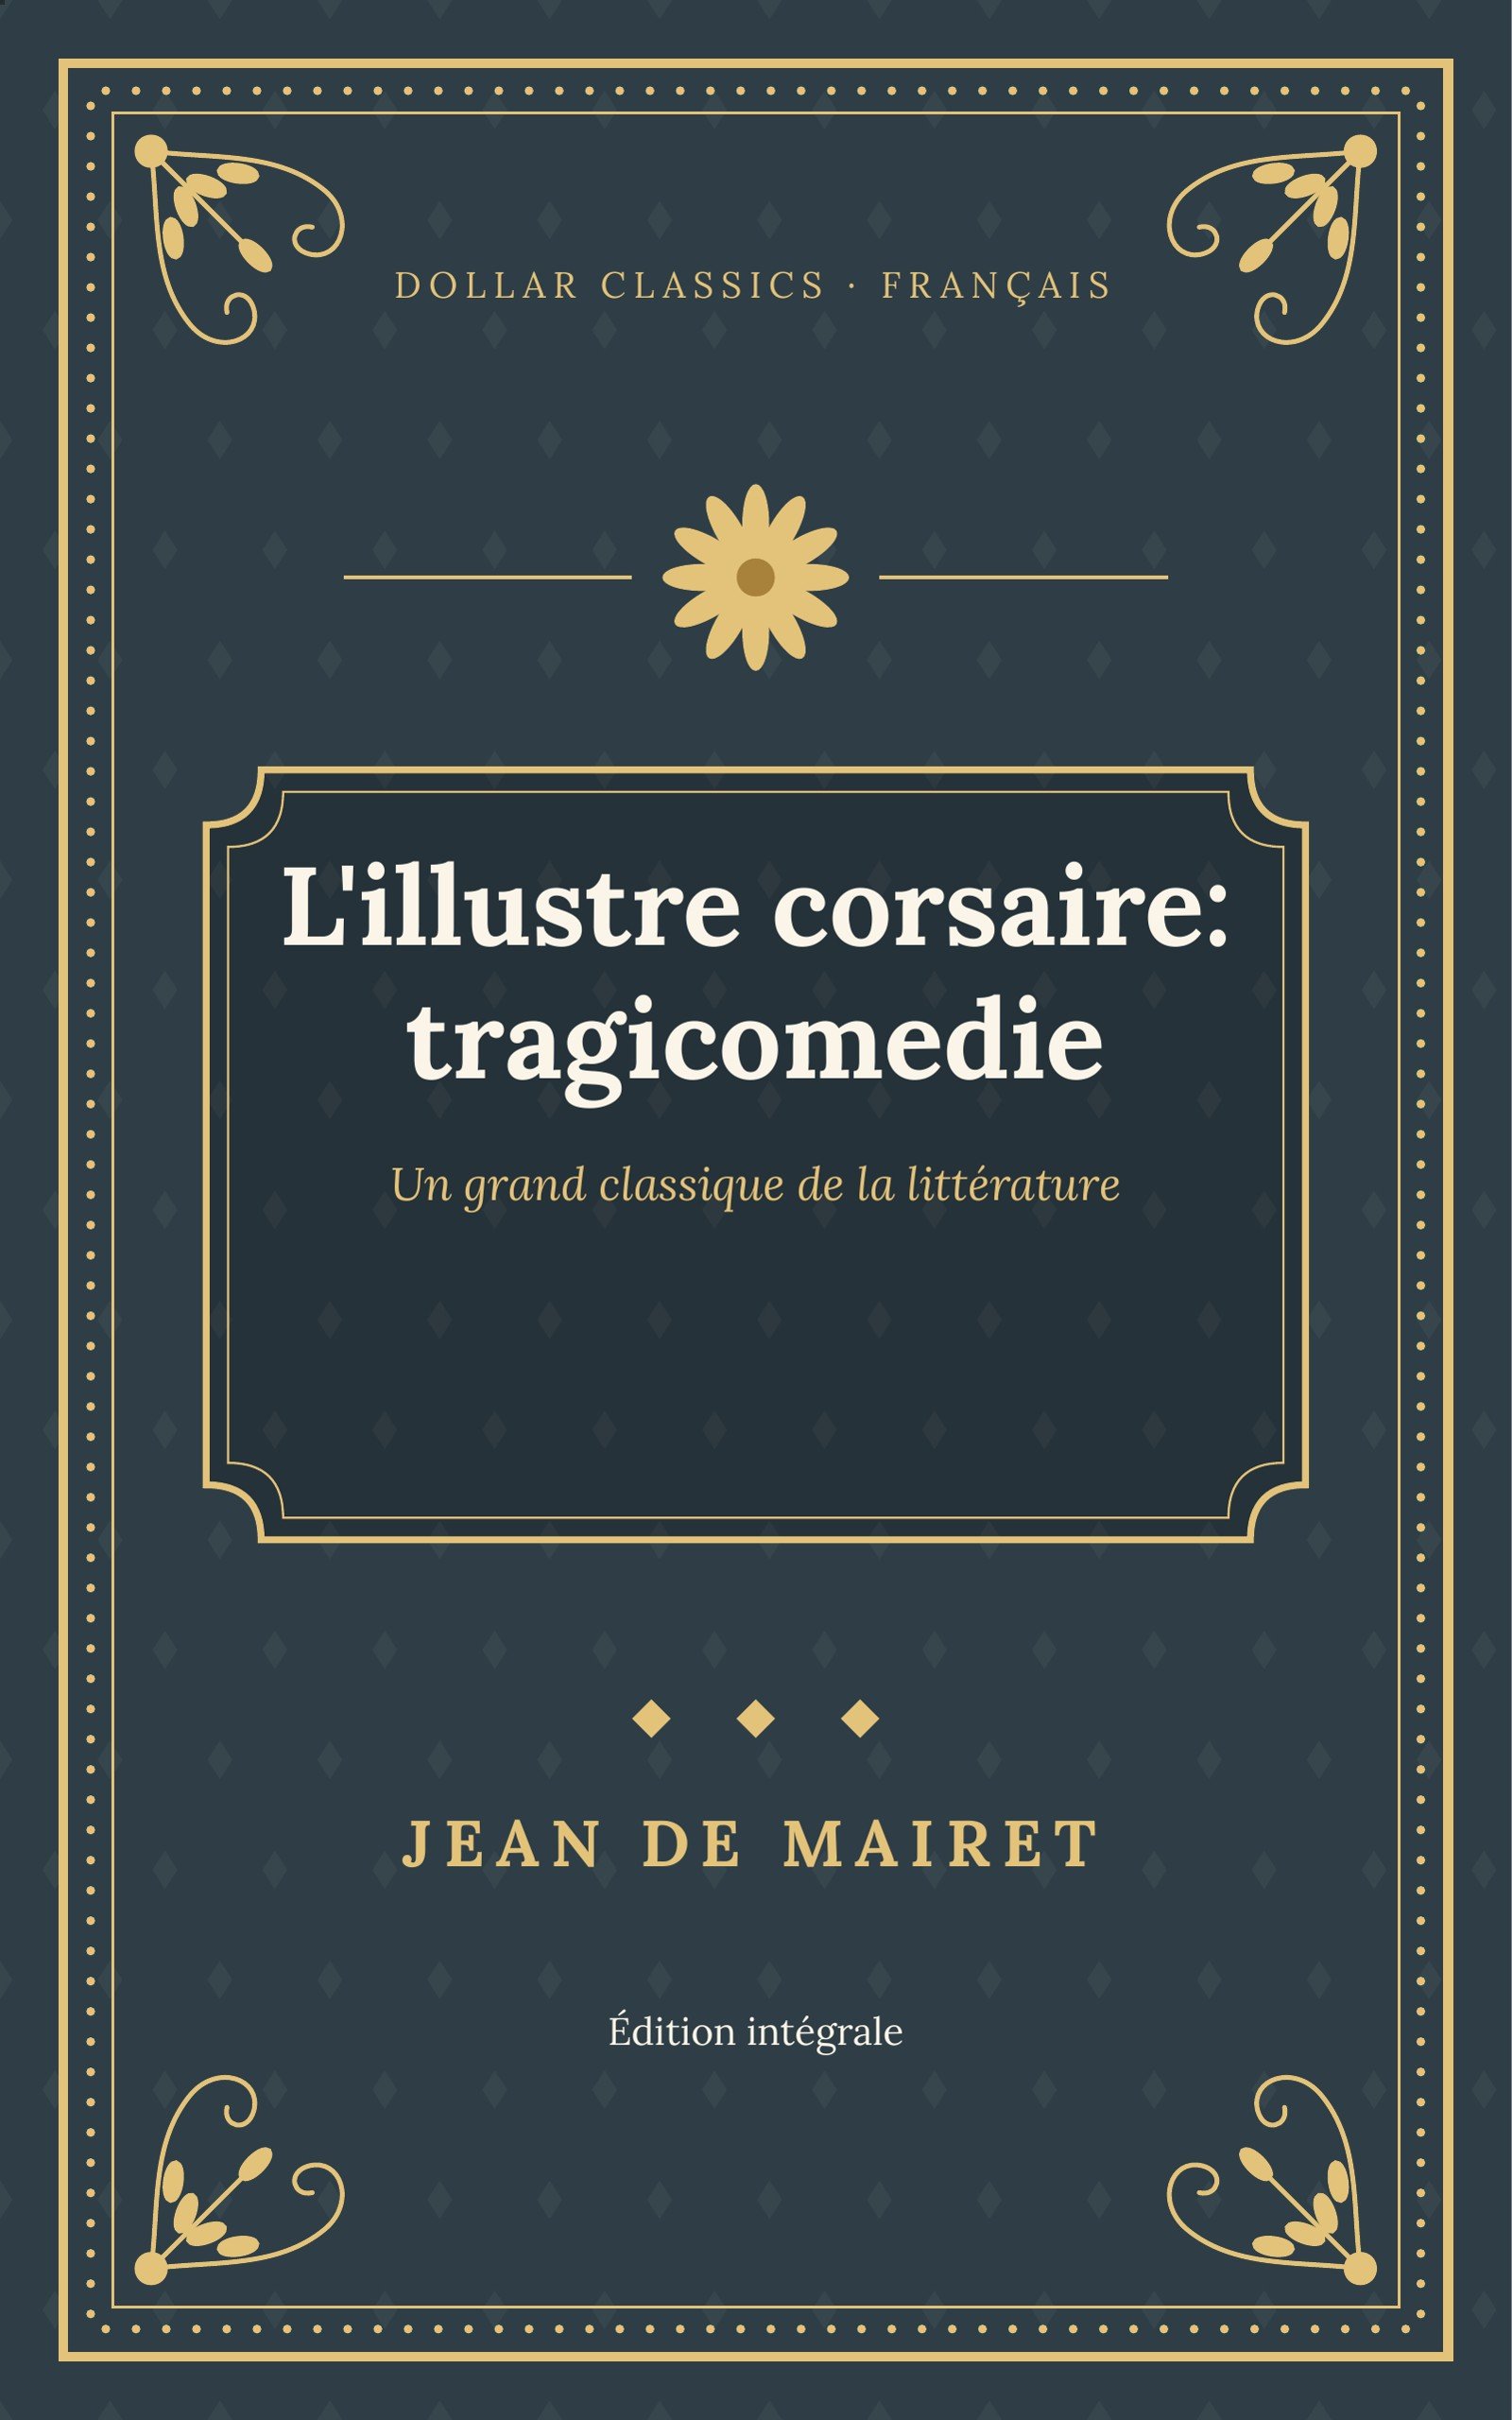 DOLLAR CLASSICS · FRANÇAIS
L'illustre corsaire:
tragicomedie
Un grand classique de la littérature
JEAN DE MAIRET
Édition intégrale